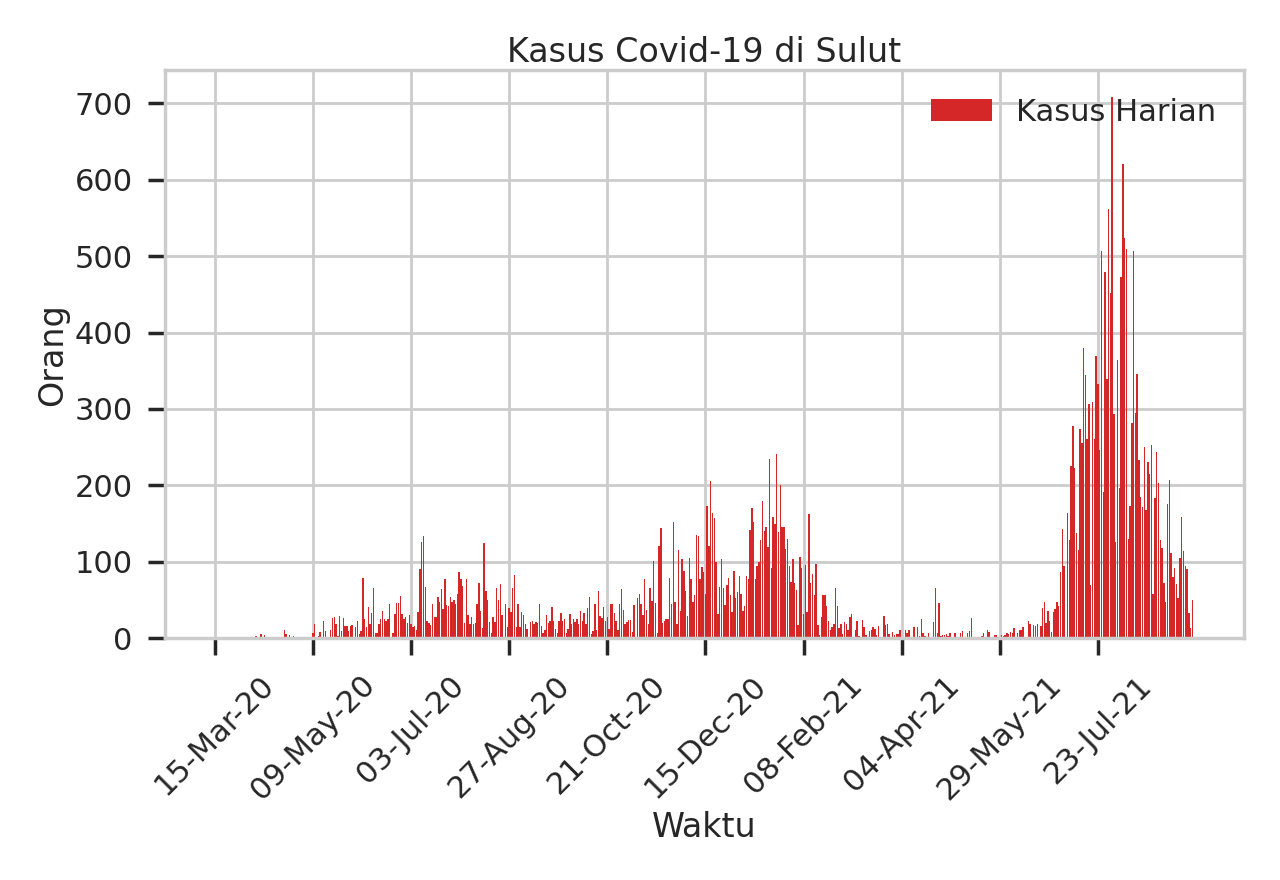 Kasus Covid-19 di Sulut
Kasus Harian
700
600
500
400
300
200
100
0
Orang
15-Mar-20
09-May-20
03-Jul-20
27-Aug-20
21-Oct-20
15-Dec-20
08-Feb-21
04-Apr-21
29-May-21
23-Jul-21
Waktu